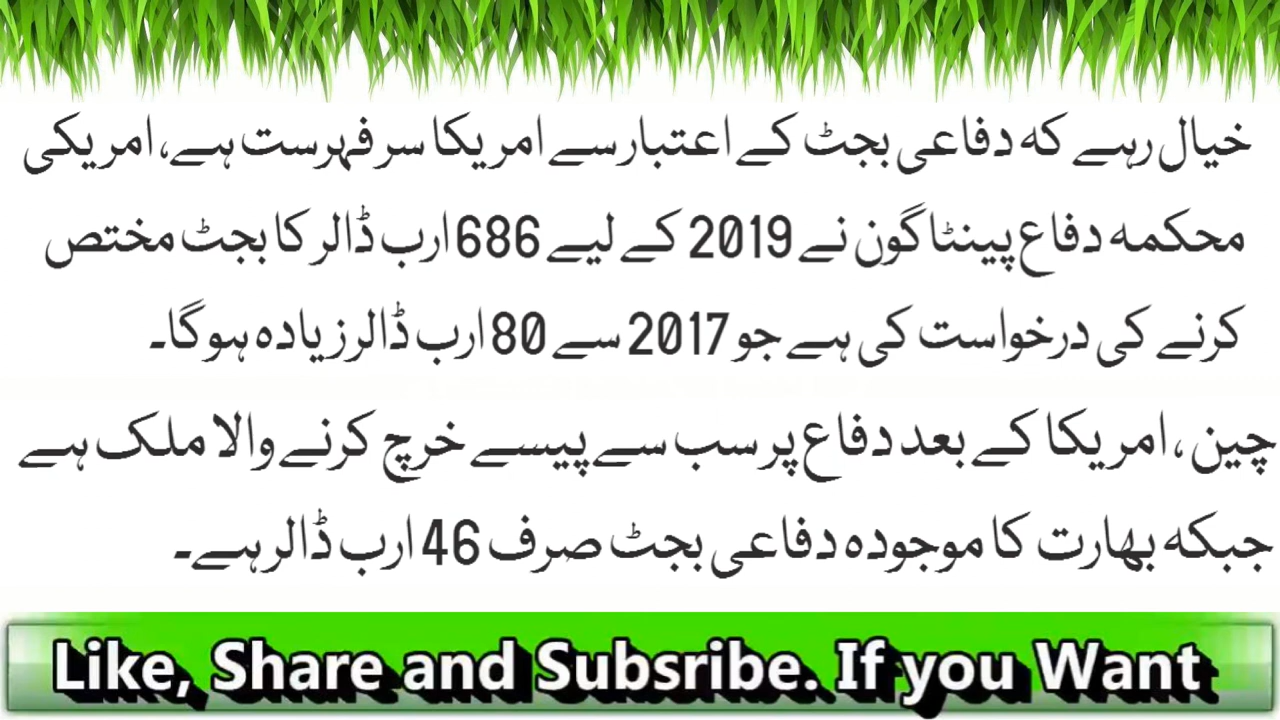 خیال رہے کہ دفاعی بجٹ کے اعتبار سے امریکا سرفہرست ہے، امریکی
محکمہ دفاع پینٹاگون نے 2019 کے لیے 686 ارب ڈالر کا بجٹ مختص
کرنے کی درخواست کی ہے جو 2017 سے 80 ارب ڈالر زیادہ ہوگا۔
چین ، امریکا کے بعد دفاع پر سب سے پیسے خرچ کرنے والا ملک ہے
جبکہ بھارت کا موجودہ دفاعی بجٹ صرف 46 ارب ڈالر ہے۔
Like, Share and Subsribe. If you Want